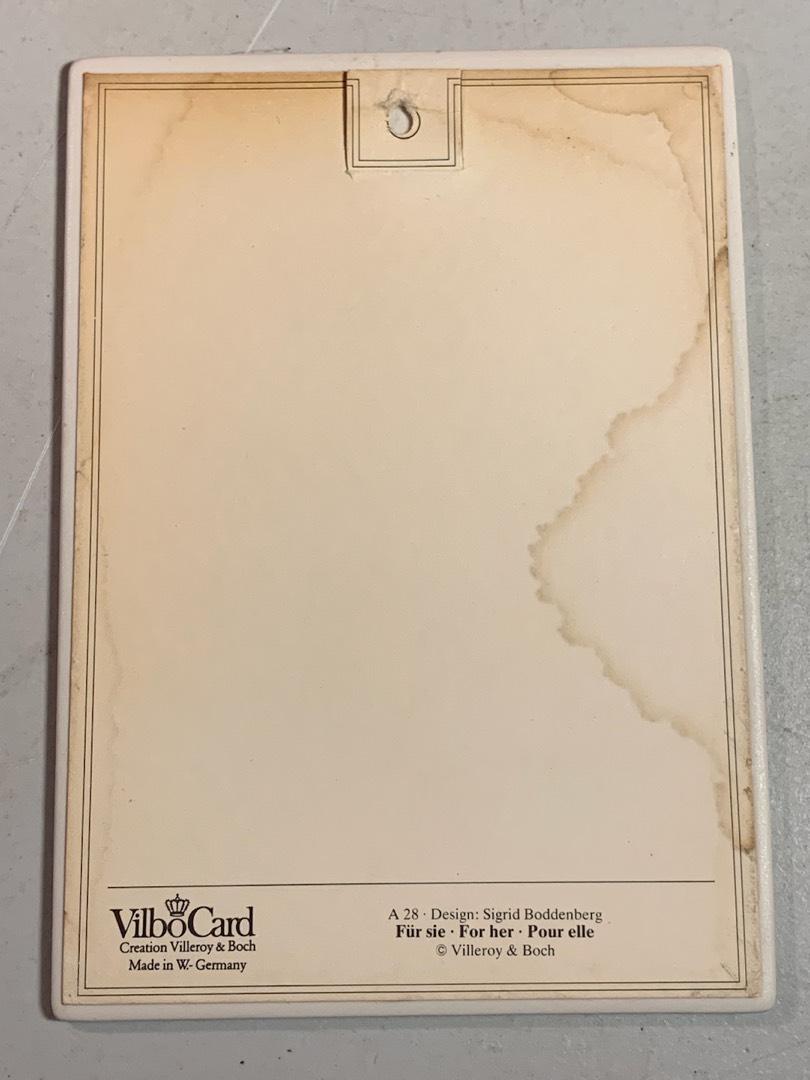 VilboCard
Creation Villeroy & Boch
Made in W.- Germany
A 28 · Design: Sigrid Boddenberg
Für sie · For her · Pour elle
© Villeroy & Boch